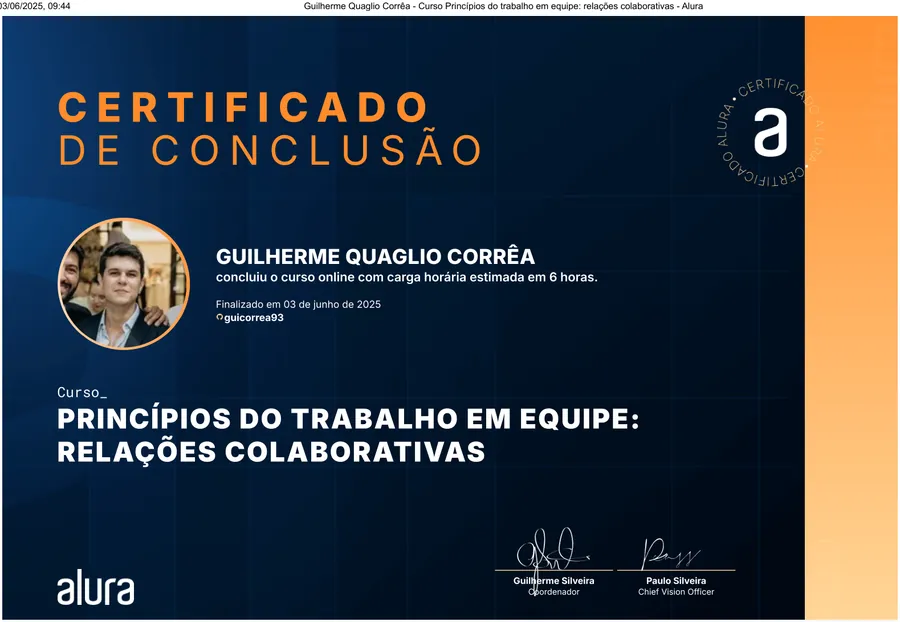 03/06/2025, 09:44
Guilherme Quaglio Corrêa - Curso Princípios do trabalho em equipe: relações colaborativas - Alura
CERTIFICADO
DE CONCLUSÃO
CERTIFICADO ALURA • CERTIFICADO ALURA •
a
GUILHERME QUAGLIO CORRÊA
concluiu o curso online com carga horária estimada em 6 horas.
Finalizado em 03 de junho de 2025
guicorrea93
Curso_
PRINCÍPIOS DO TRABALHO EM EQUIPE:
RELAÇÕES COLABORATIVAS
alura
Guilherme Silveira
Coordenador
Paulo Silveira
Chief Vision Officer